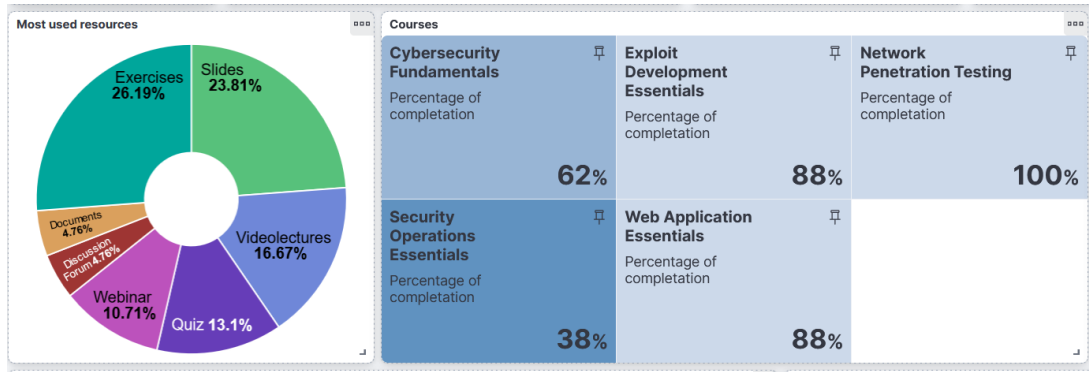 Most used resources
Exercises
26.19%
Slides
23.81%
Videolectures
16.67%
Quiz 13.1%
Webinar
10.71%
Discussion
Forum 4.76%
Documents
4.76%
Courses
Cybersecurity
Fundamentals
Percentage of
completation
62%
Exploit
Development
Essentials
Percentage of
completation
88%
Network
Penetration Testing
Percentage of
completation
100%
Security
Operations
Essentials
Percentage of
completation
38%
Web Application
Essentials
Percentage of
completation
88%